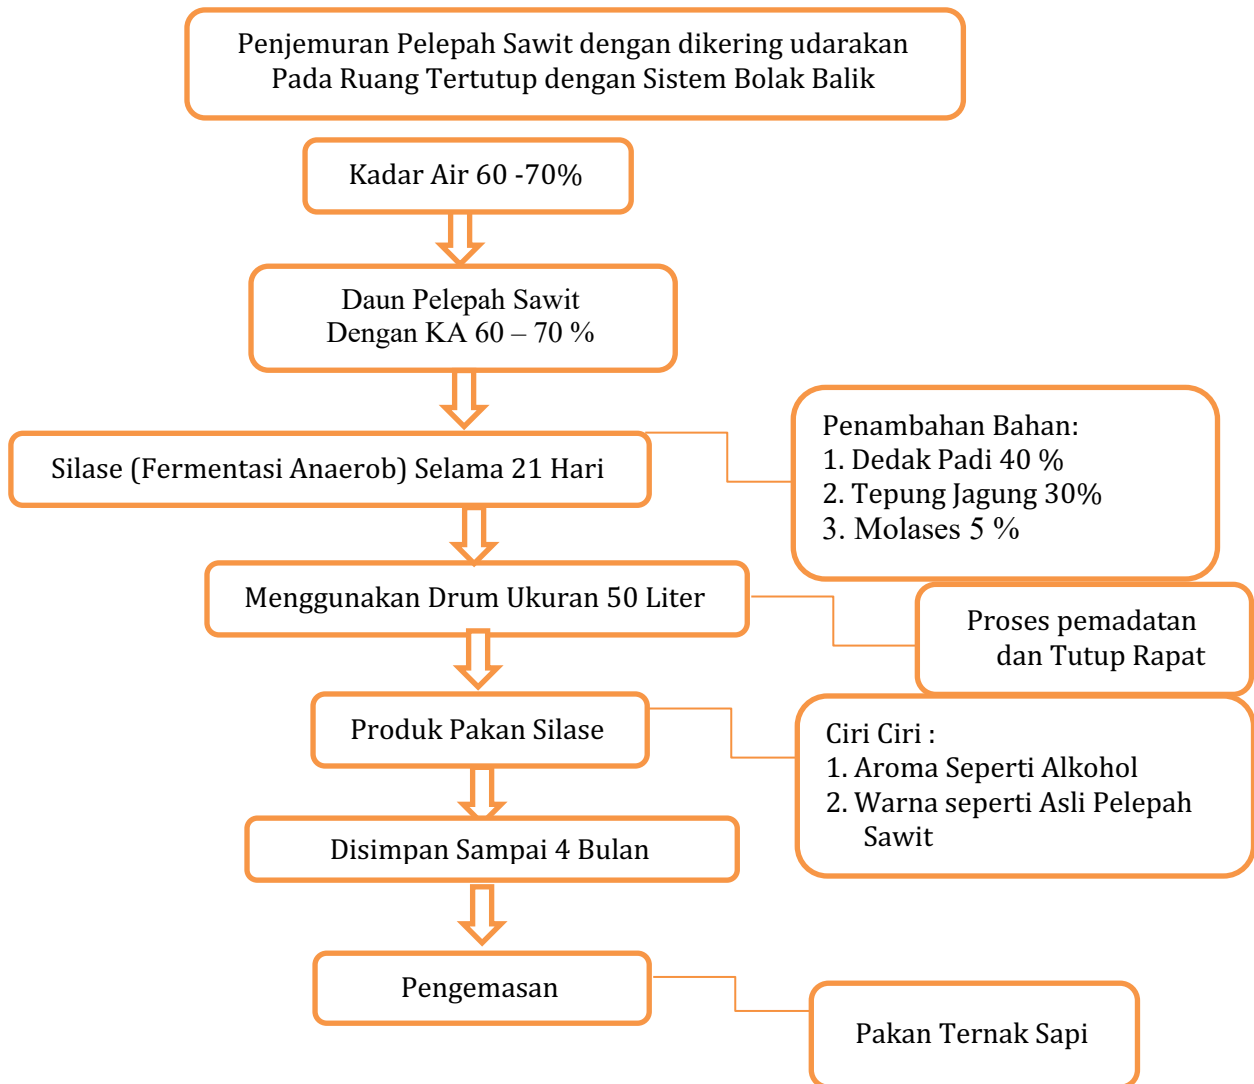 Penjemuran Pelepah Sawit dengan dikering udarakan
Pada Ruang Tertutup dengan Sistem Bolak Balik
Kadar Air 60 -70%
Daun Pelepah Sawit
Dengan KA 60 – 70 %
Silase (Fermentasi Anaerob) Selama 21 Hari
Penambahan Bahan:
1. Dedak Padi 40 %
2. Tepung Jagung 30%
3. Molases 5 %
Menggunakan Drum Ukuran 50 Liter
Proses pemadatan
dan Tutup Rapat
Produk Pakan Silase
Ciri Ciri :
1. Aroma Seperti Alkohol
2. Warna seperti Asli Pelepah
Sawit
Disimpan Sampai 4 Bulan
Pengemasan
Pakan Ternak Sapi